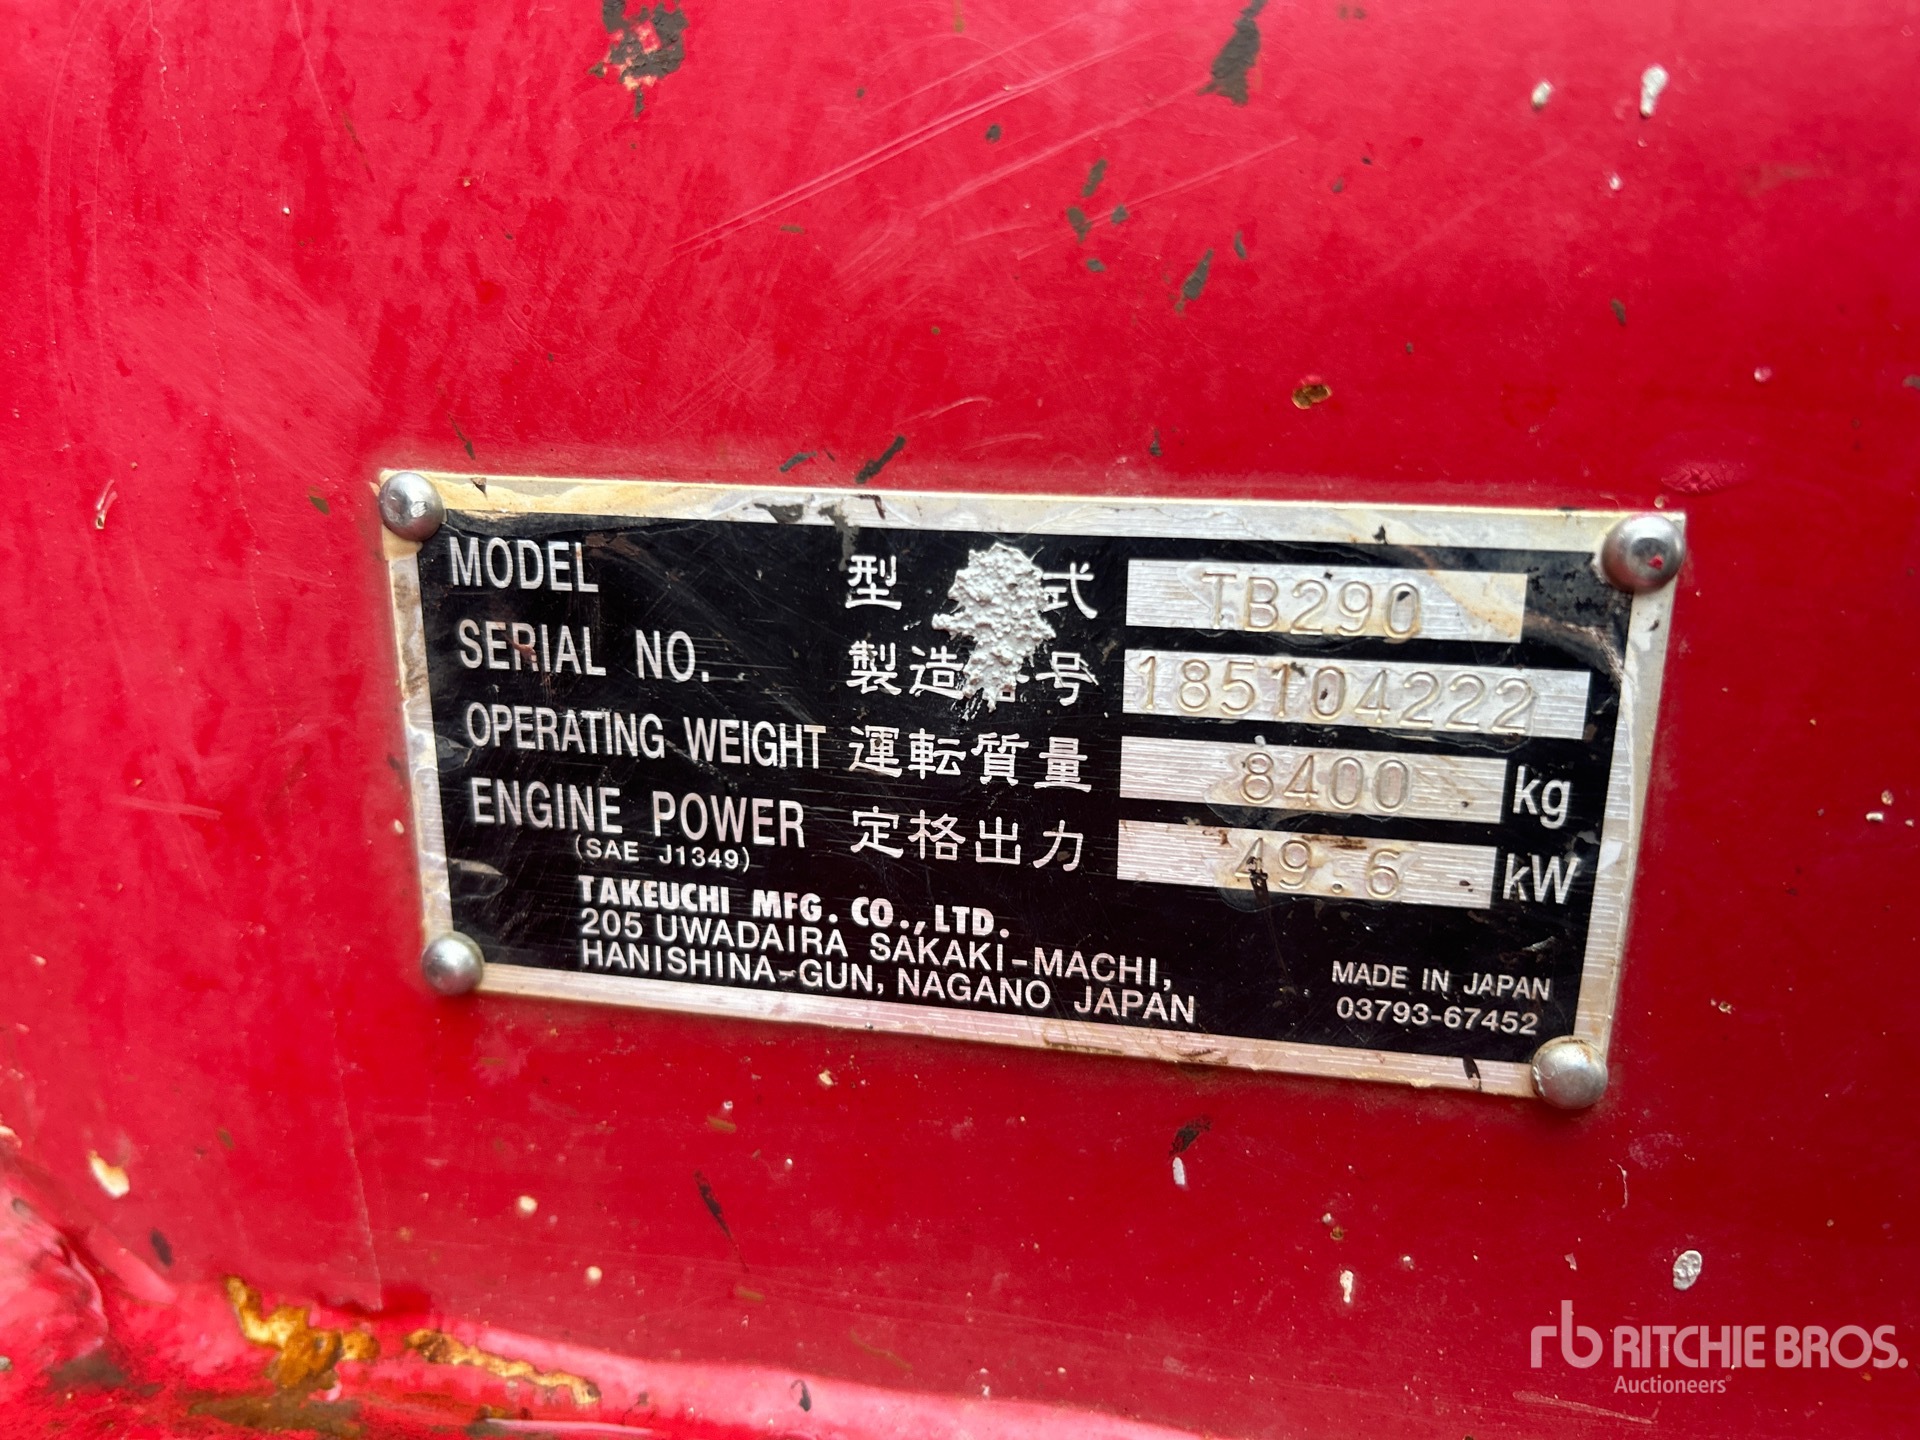 MODEL 型 式 TB290
SERIAL NO. 製造 号 185104222
OPERATING WEIGHT 運転質量 8400 kg
ENGINE POWER 定格出力 49.6 kW
(SAE J1349)
TAKEUCHI MFG. CO., LTD.
205 UWADAIRA SAKAKI-MACHI,
HANISHINA-GUN, NAGANO JAPAN
MADE IN JAPAN
03793-67452
rb RITCHIE BROS.
Auctioneers